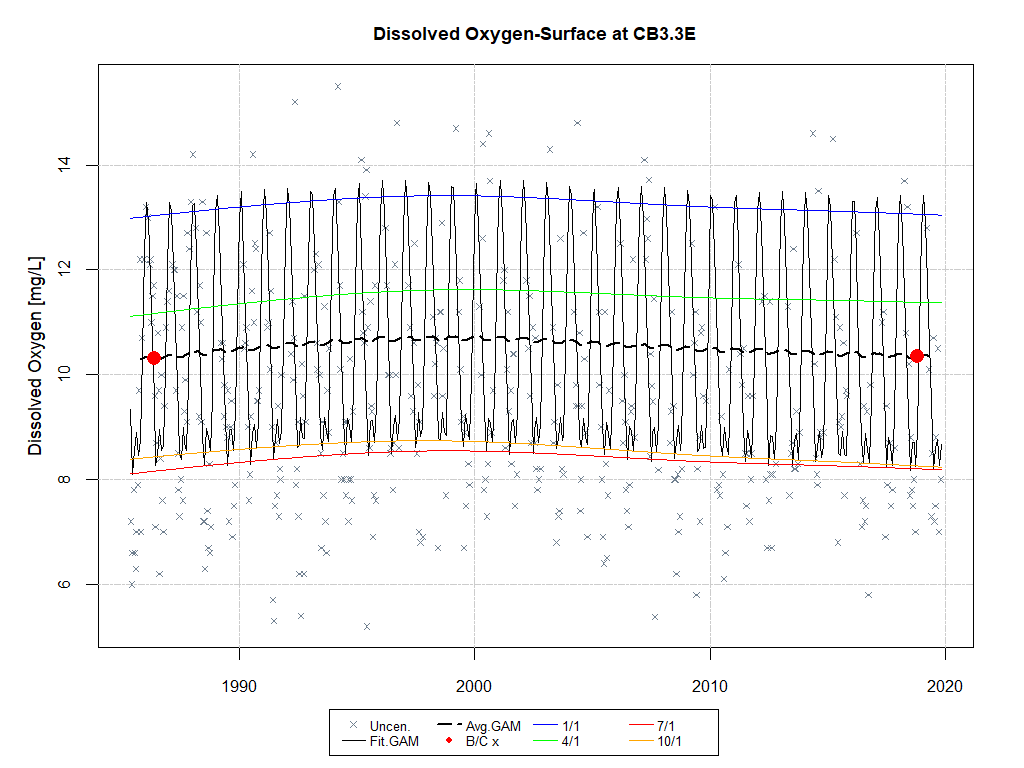 Dissolved Oxygen-Surface at CB3.3E
Dissolved Oxygen [mg/L]
14
12
10
8
6
1990 2000 2010 2020
Uncen. Avg.GAM 1/1 7/1
Fit.GAM B/C x 4/1 10/1